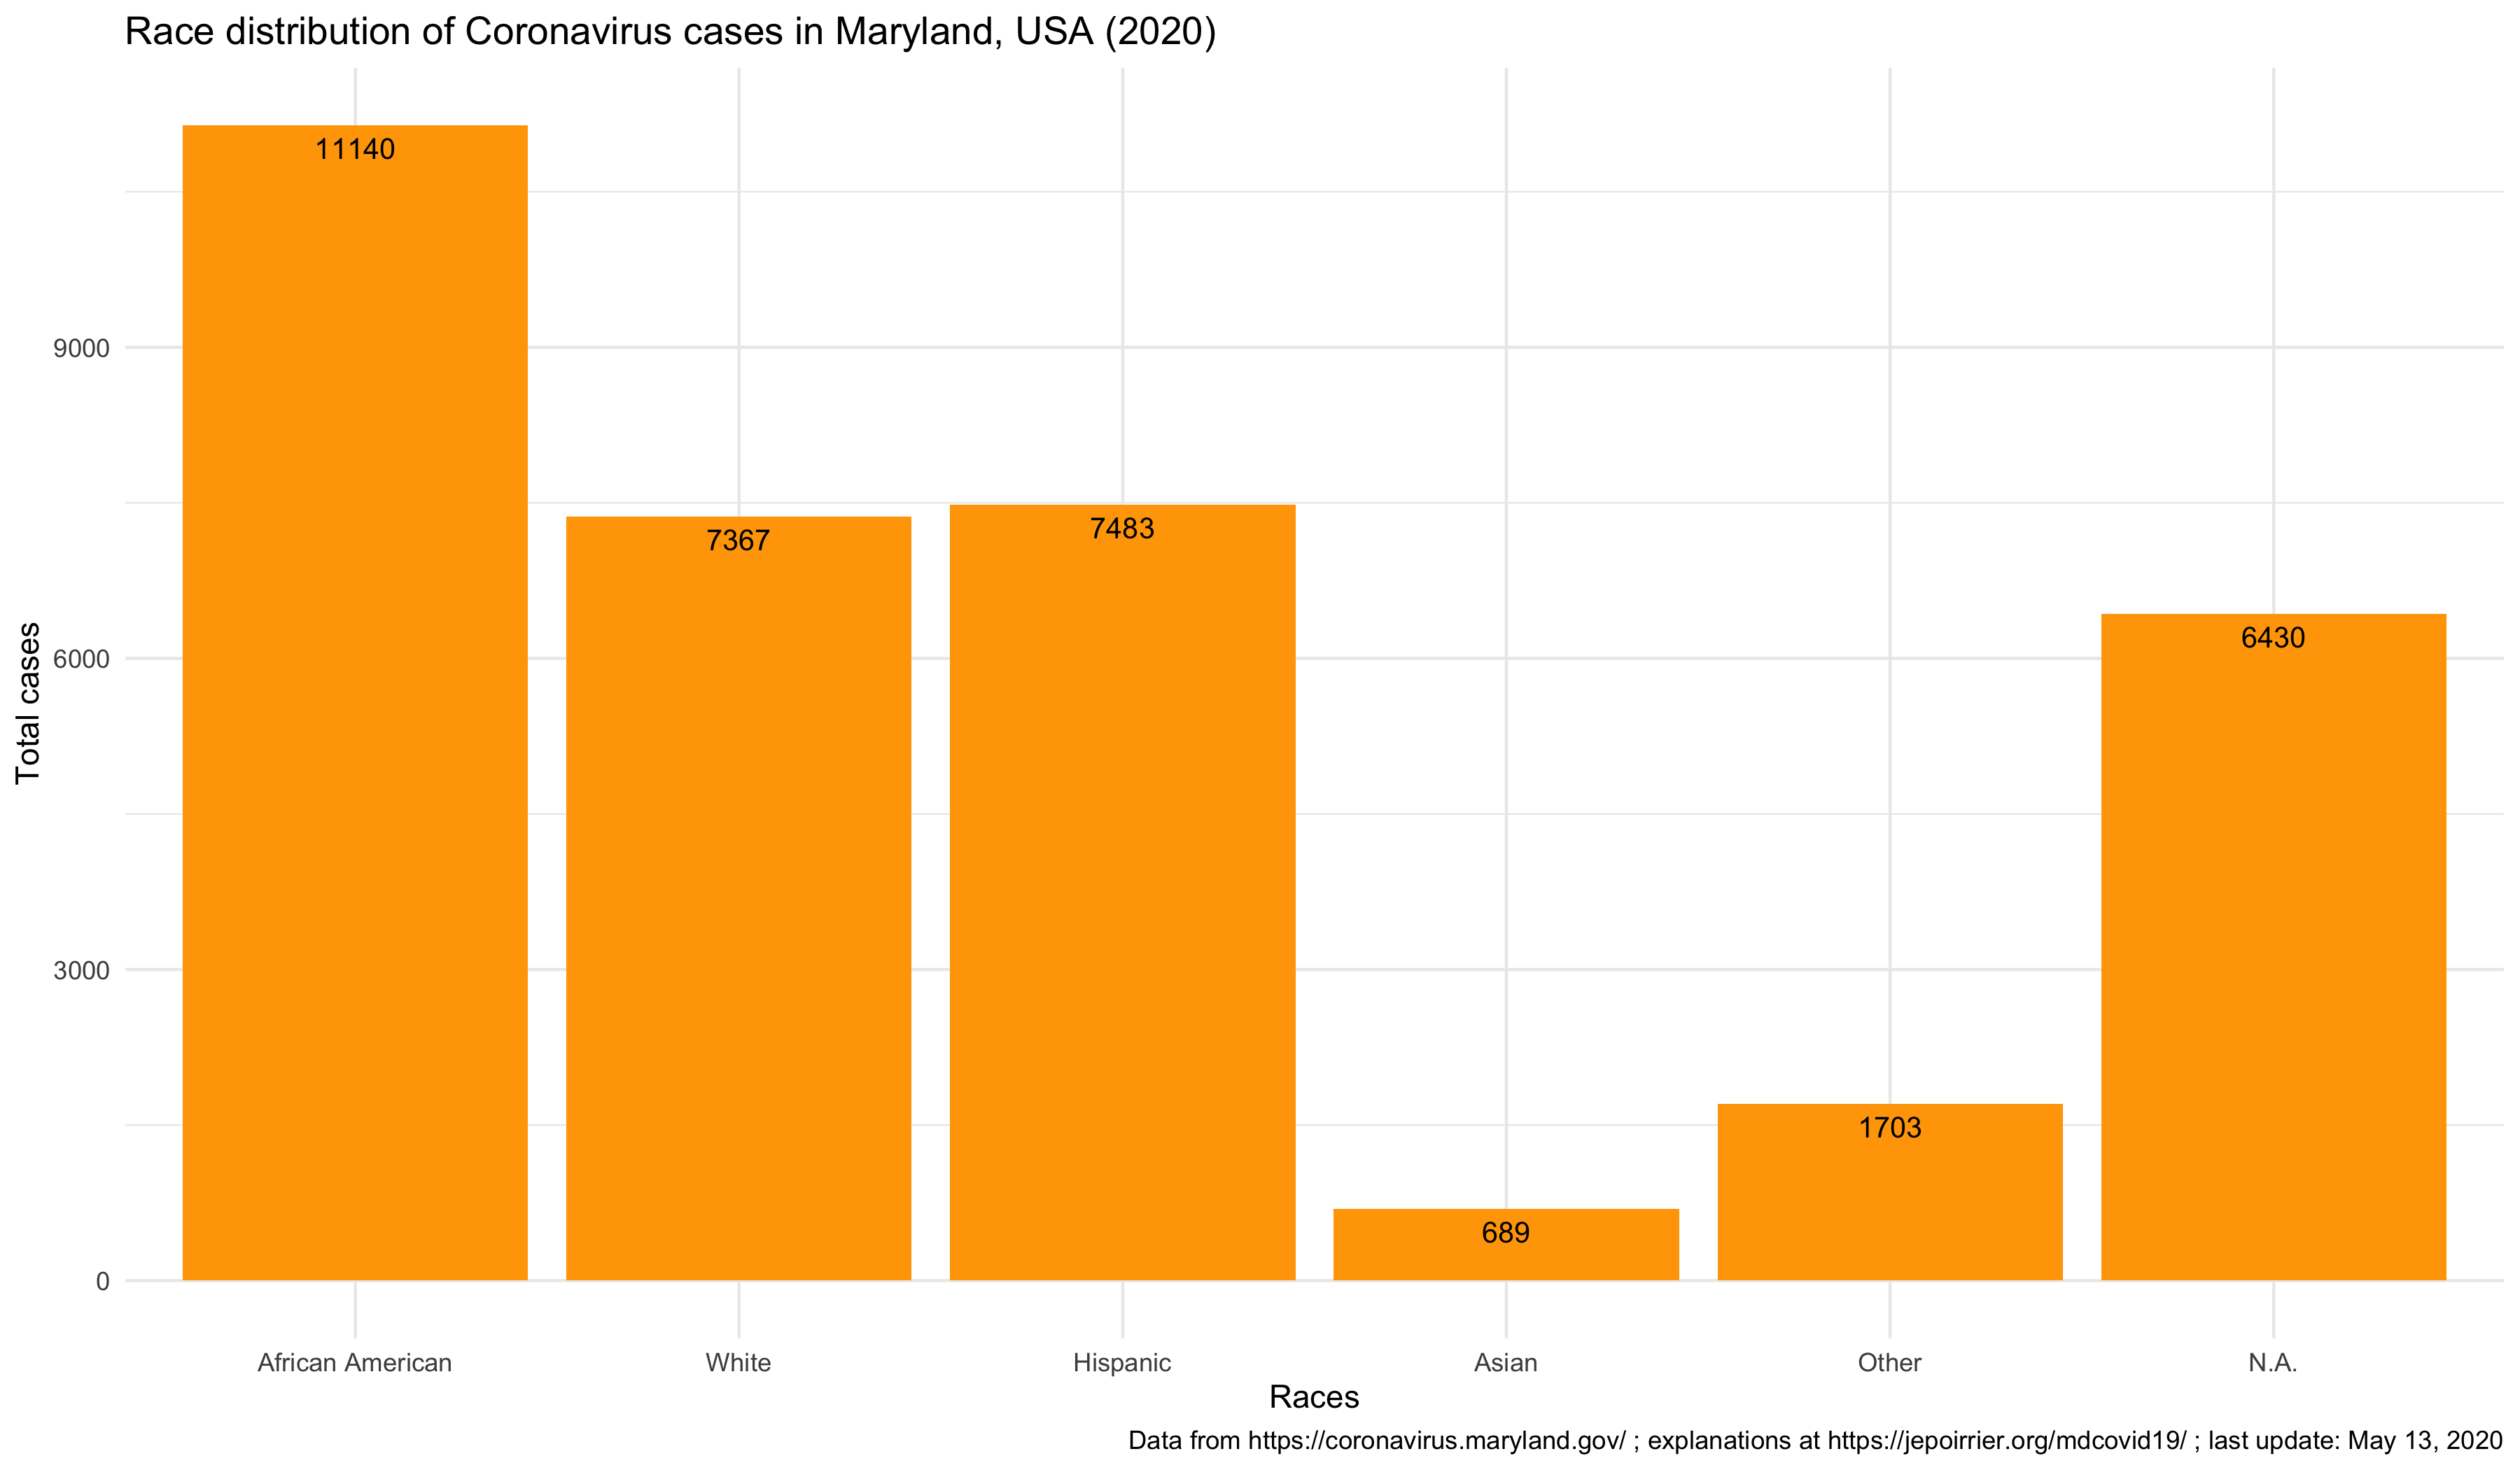 Race distribution of Coronavirus cases in Maryland, USA (2020)
11140
9000
7367
7483
Total cases
6000
6430
3000
1703
689
0
African American White Hispanic Asian Other N.A.
Races
Data from https://coronavirus.maryland.gov/ ; explanations at https://jepoirrier.org/mdcovid19/ ; last update: May 13, 2020